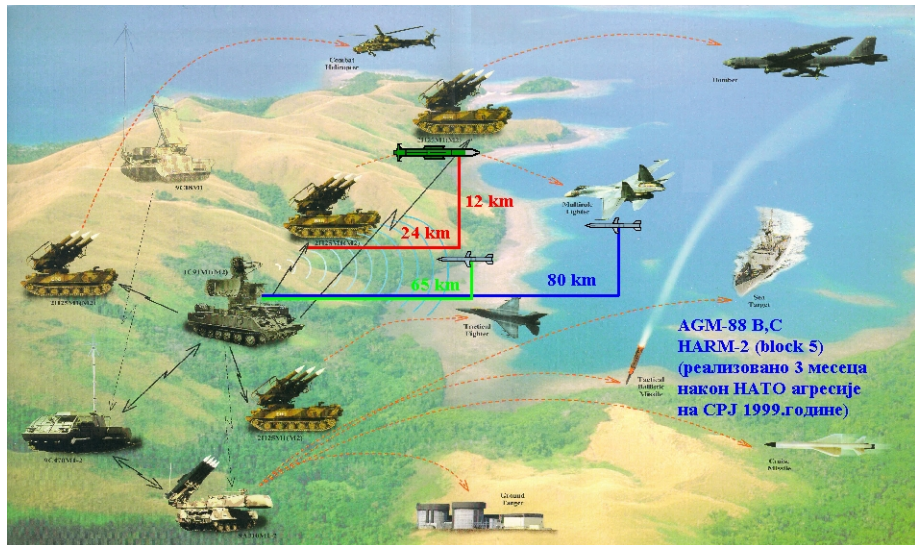 Combat
Helicopter
Bomber
12 km
Multirole
Fighter
24 km
65 km
80 km
Sea
Target
Tactical
Fighter
AGM-88 B,C
HARM-2 (block 5)
(реализовано 3 месеца
након НАТО агресије
на СРЈ 1999.године)
Tactical
Ballistic
Missile
Cruise
Missile
Ground
Target